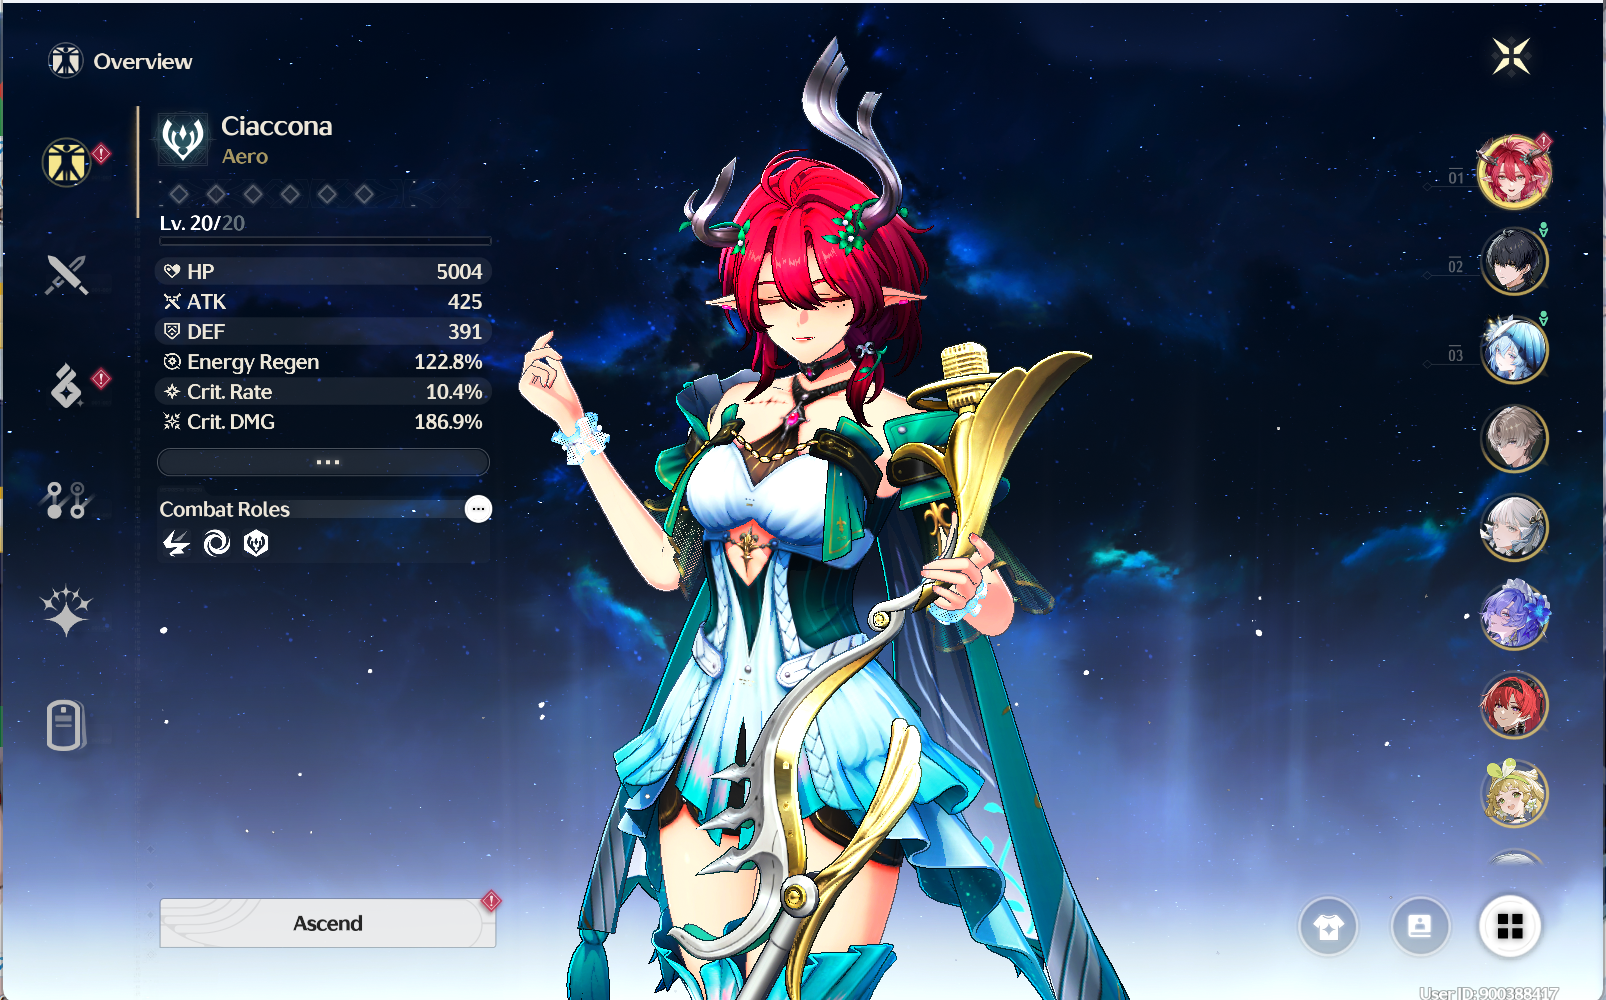 Overview
Ciaccona
Aero
Lv. 20/20
HP 5004
ATK 425
DEF 391
Energy Regen 122.8%
Crit. Rate 10.4%
Crit. DMG 186.9%
Combat Roles
Ascend
01
02
03
User ID:900388417